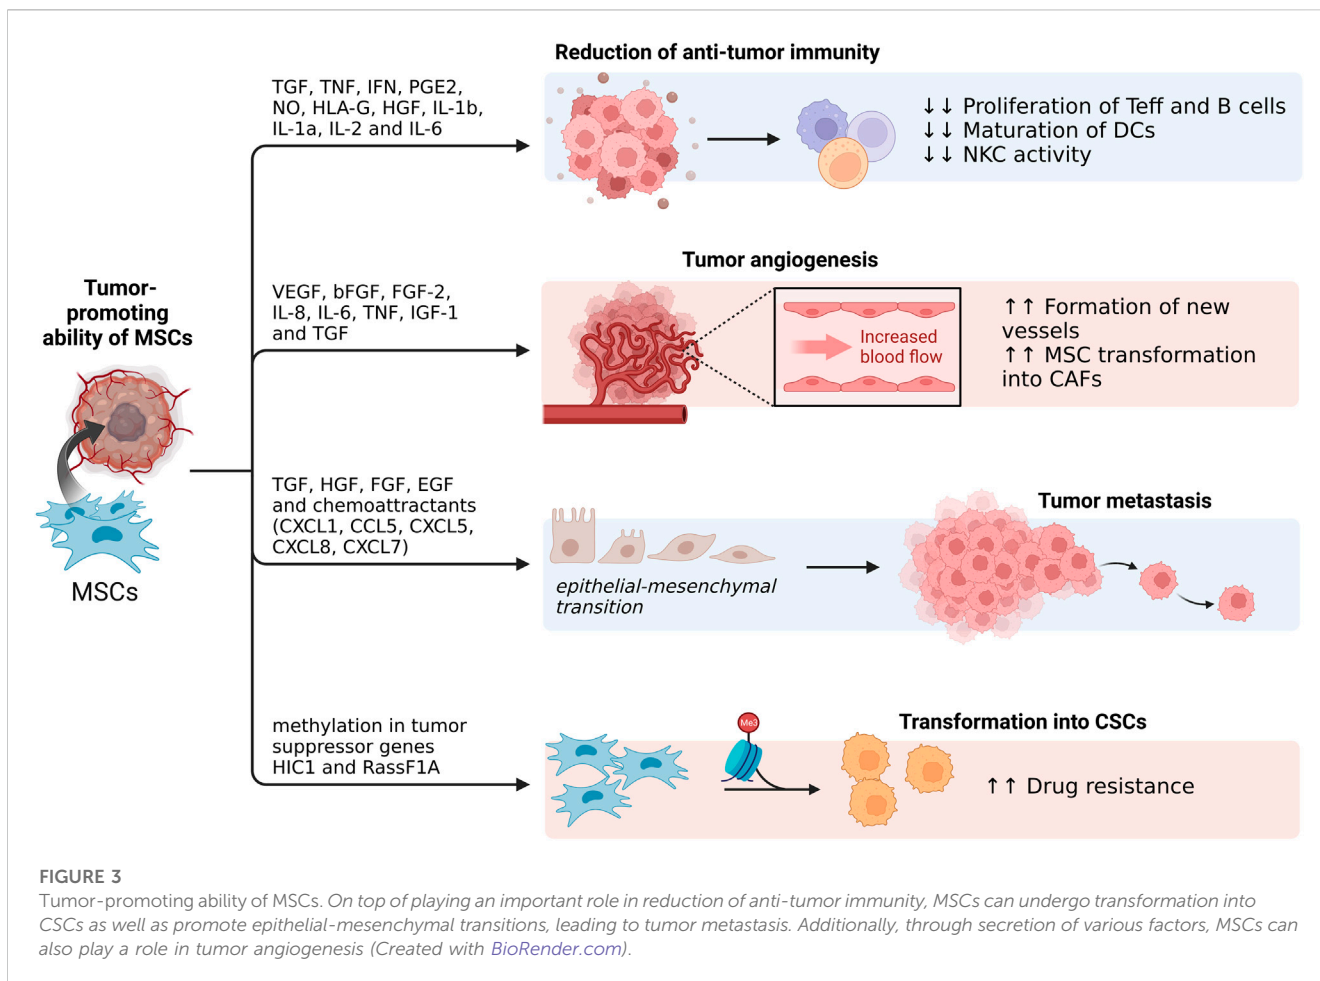 Tumor-
promoting
ability of MSCs
MSCs
TGF, TNF, IFN, PGE2,
NO, HLA-G, HGF, IL-1b,
IL-1a, IL-2 and IL-6
Reduction of anti-tumor immunity
↓↓ Proliferation of Teff and B cells
↓↓ Maturation of DCs
↓↓ NKC activity
VEGF, bFGF, FGF-2,
IL-8, IL-6, TNF, IGF-1
and TGF
Tumor angiogenesis
Increased
blood flow
↑↑ Formation of new
vessels
↑↑ MSC transformation
into CAFs
TGF, HGF, FGF, EGF
and chemoattractants
(CXCL1, CCL5, CXCL5,
CXCL8, CXCL7)
epithelial-mesenchymal
transition
Tumor metastasis
methylation in tumor
suppressor genes
HIC1 and RassF1A
Me3
Transformation into CSCs
↑↑ Drug resistance
FIGURE 3
Tumor-promoting ability of MSCs. On top of playing an important role in reduction of anti-tumor immunity, MSCs can undergo transformation into
CSCs as well as promote epithelial-mesenchymal transitions, leading to tumor metastasis. Additionally, through secretion of various factors, MSCs can
also play a role in tumor angiogenesis (Created with BioRender.com).